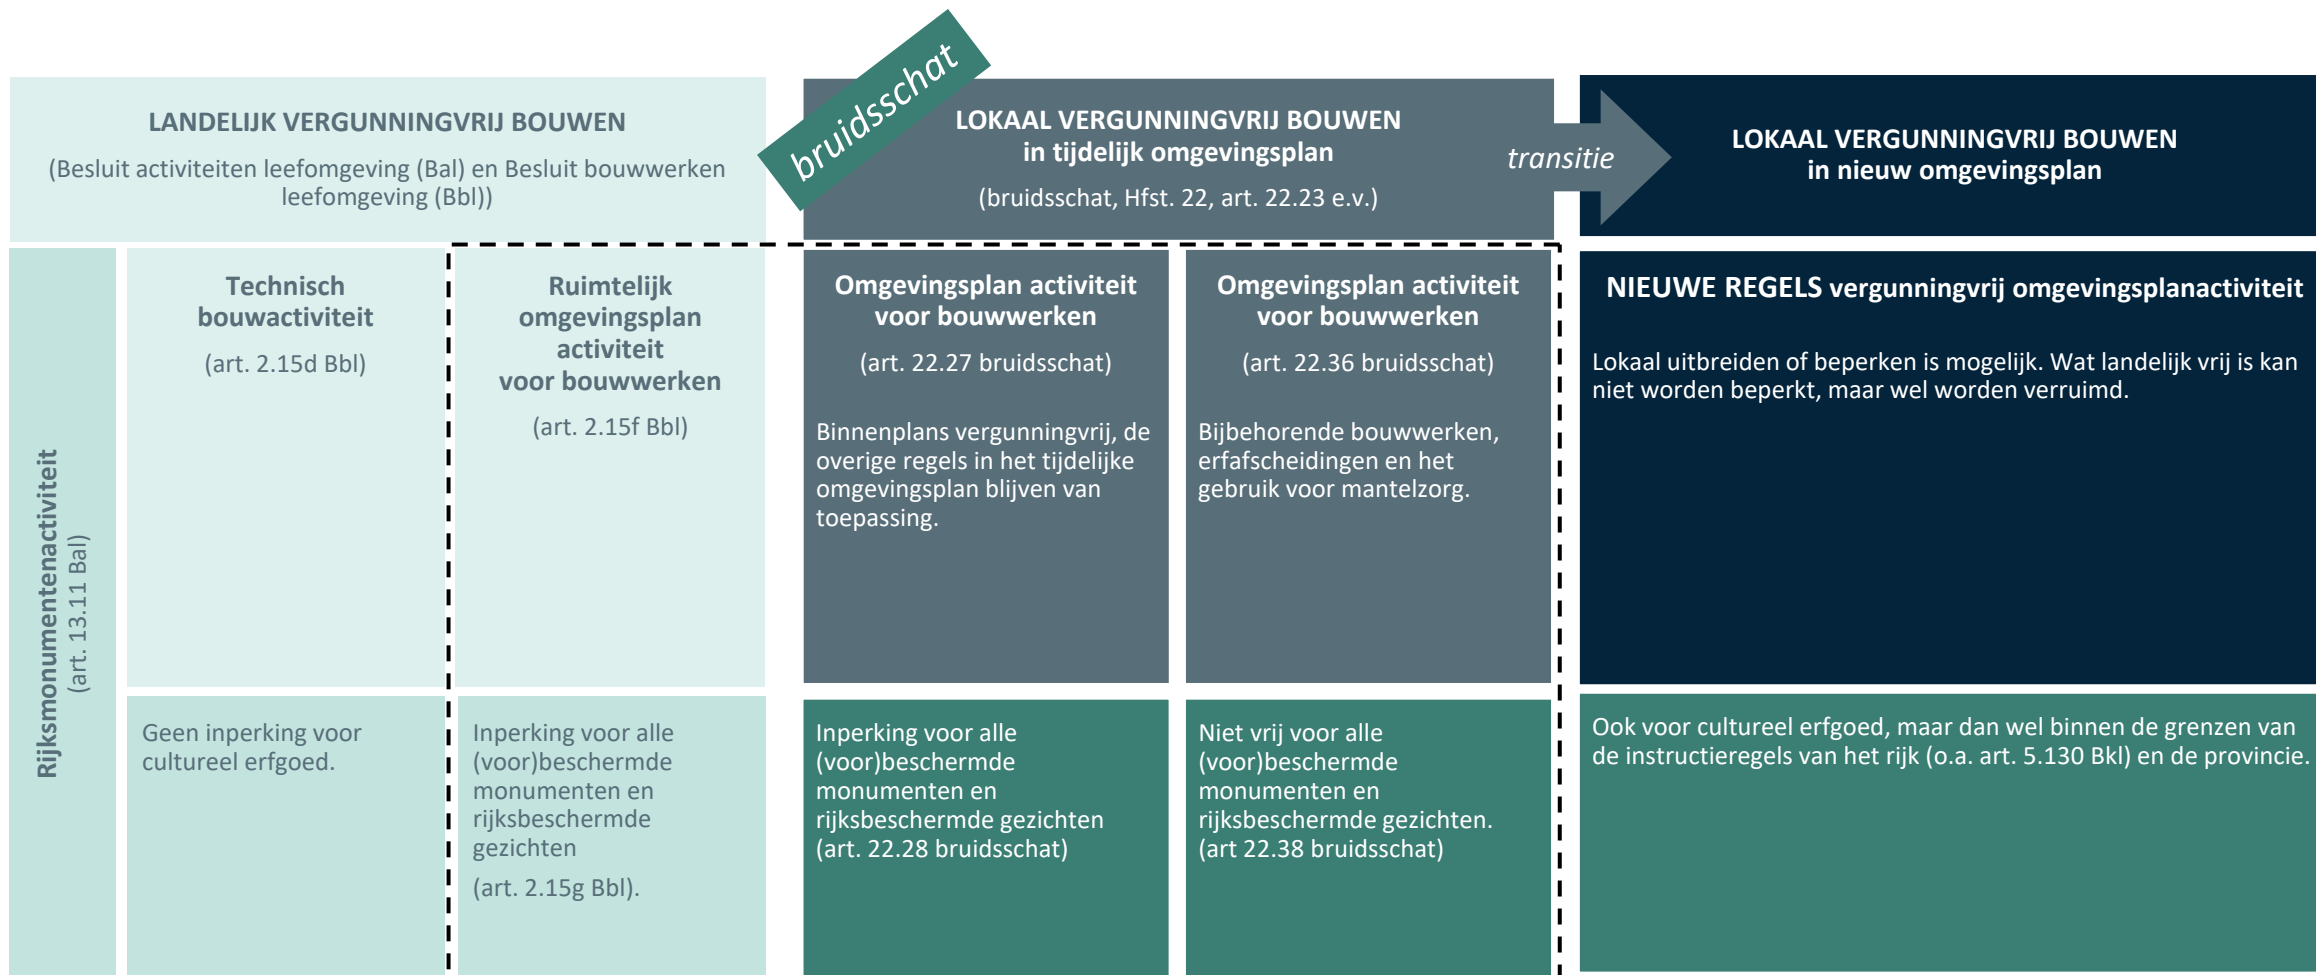 bruidsschat
LANDELIJK VERGUNNINGVRIJ BOUWEN
(Besluit activiteiten leefomgeving (Bal) en Besluit bouwwerken
leefomgeving (Bbl))
LOKAAL VERGUNNINGVRIJ BOUWEN
in tijdelijk omgevingsplan
(bruidsschat, Hfst. 22, art. 22.23 e.v.)
transitie
LOKAAL VERGUNNINGVRIJ BOUWEN
in nieuw omgevingsplan
Rijksmonumentenactiviteit
(art. 13.11 Bal)
Technisch
bouwactiviteit
(art. 2.15d Bbl)
Ruimtelijk
omgevingsplan
activiteit
voor bouwwerken
(art. 2.15f Bbl)
Omgevingsplan activiteit
voor bouwwerken
(art. 22.27 bruidsschat)
Binnenplans vergunningvrij, de
overige regels in het tijdelijke
omgevingsplan blijven van
toepassing.
Omgevingsplan activiteit
voor bouwwerken
(art. 22.36 bruidsschat)
Bijbehorende bouwwerken,
erfafscheidingen en het
gebruik voor mantelzorg.
NIEUWE REGELS vergunningvrij omgevingsplanactiviteit
Lokaal uitbreiden of beperken is mogelijk. Wat landelijk vrij is kan
niet worden beperkt, maar wel worden verruimd.
Geen inperking voor
cultureel erfgoed.
Inperking voor alle
(voor)beschermde
monumenten en
rijksbeschermde
gezichten
(art. 2.15g Bbl).
Inperking voor alle
(voor)beschermde
monumenten en
rijksbeschermde gezichten
(art. 22.28 bruidsschat)
Niet vrij voor alle
(voor)beschermde
monumenten en
rijksbeschermde gezichten.
(art 22.38 bruidsschat)
Ook voor cultureel erfgoed, maar dan wel binnen de grenzen van
de instructieregels van het rijk (o.a. art. 5.130 Bkl) en de provincie.